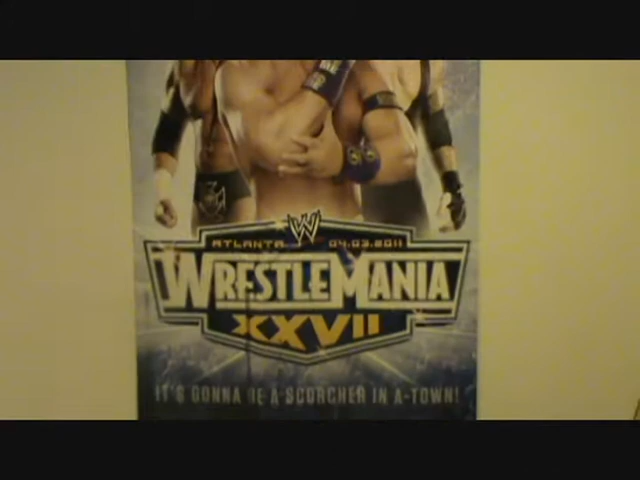 W
ATLANTA 04.03.2011
WRESTLEMANIA
XXVII
IT'S GONNA BE A SCORCHER IN A-TOWN!